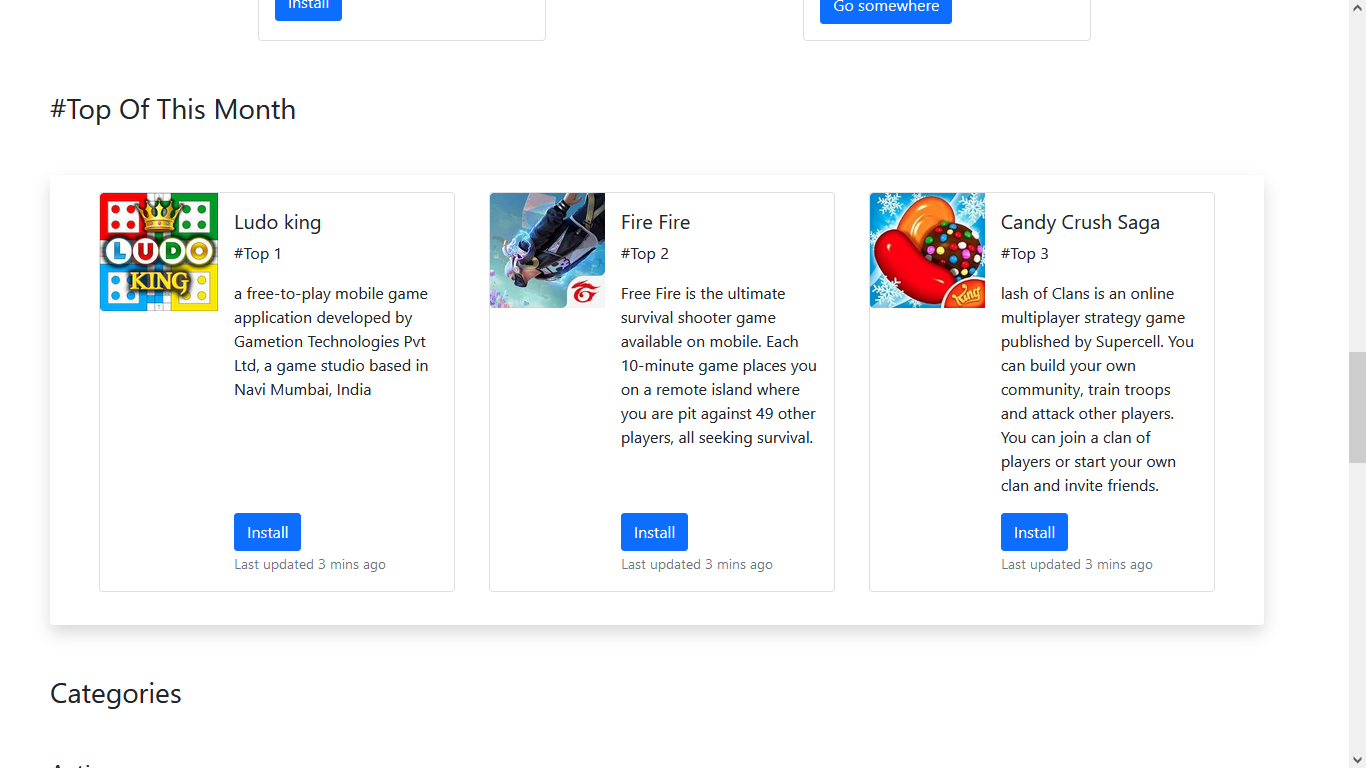 Install
Go somewhere
#Top Of This Month
LUDO
KING
Ludo king
#Top 1
a free-to-play mobile game
application developed by
Gametion Technologies Pvt
Ltd, a game studio based in
Navi Mumbai, India
Install
Last updated 3 mins ago
Fire Fire
#Top 2
Free Fire is the ultimate
survival shooter game
available on mobile. Each
10-minute game places you
on a remote island where
you are pit against 49 other
players, all seeking survival.
Install
Last updated 3 mins ago
King
Candy Crush Saga
#Top 3
lash of Clans is an online
multiplayer strategy game
published by Supercell. You
can build your own
community, train troops
and attack other players.
You can join a clan of
players or start your own
clan and invite friends.
Install
Last updated 3 mins ago
Categories